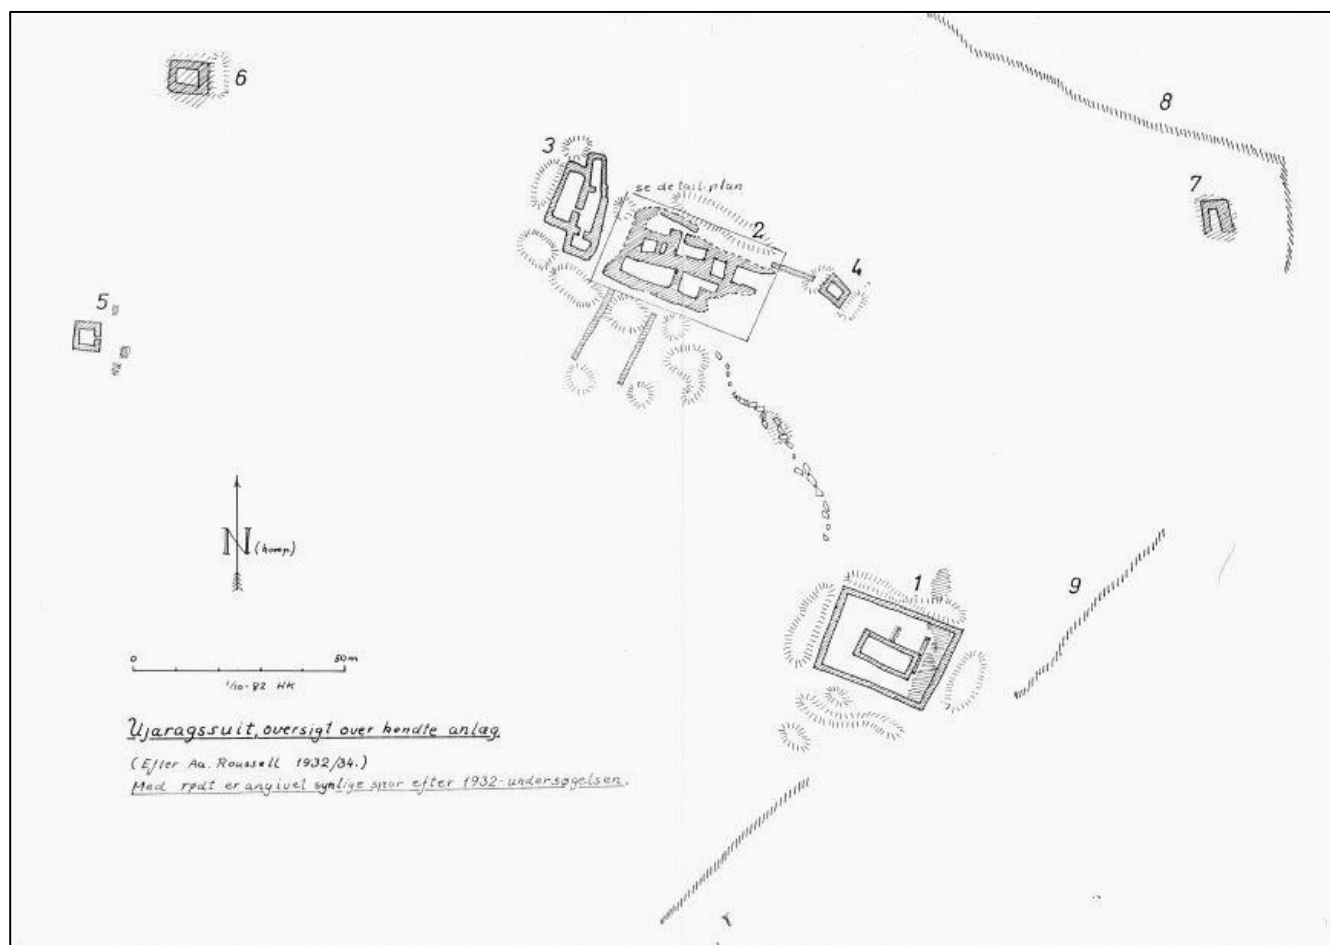 6
8
3
se detail-plan
7
2
4
5
N (komp)
1
9
0 50m
1/10-82 HK
Ujaragssuit, oversigt over kendte anlæg
(Efter Aa. Roussell 1932/34.)
Med rødt er angivet synlige spor efter 1932-undersøgelsen.